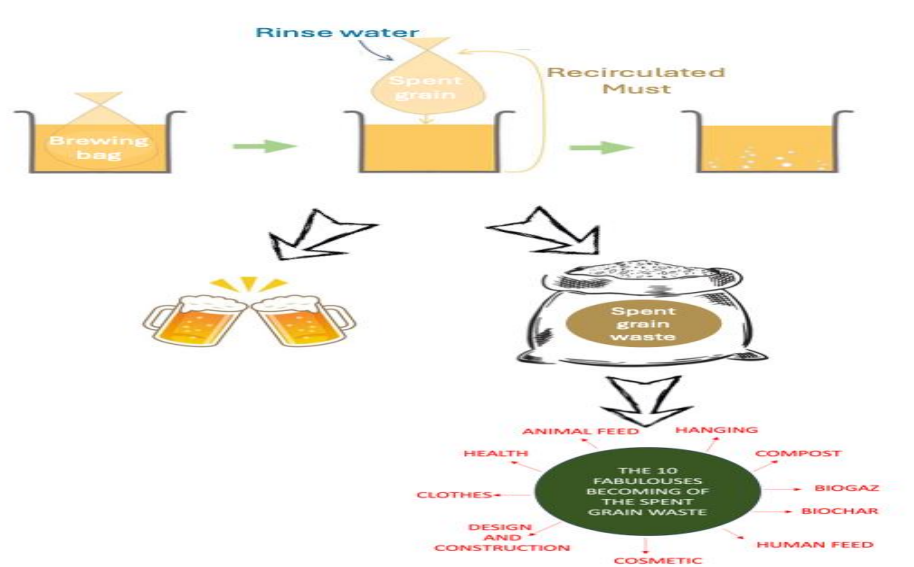 Rinse water
Spent
grain
Recirculated
Must
Brewing
bag
Spent
grain
waste
ANIMAL FEED
HANGING
HEALTH
COMPOST
THE 10
FABULOUSES
BECOMING OF
THE SPENT
GRAIN WASTE
CLOTHES
BIOGAZ
BIOCHAR
DESIGN
AND
CONSTRUCTION
HUMAN FEED
COSMETIC